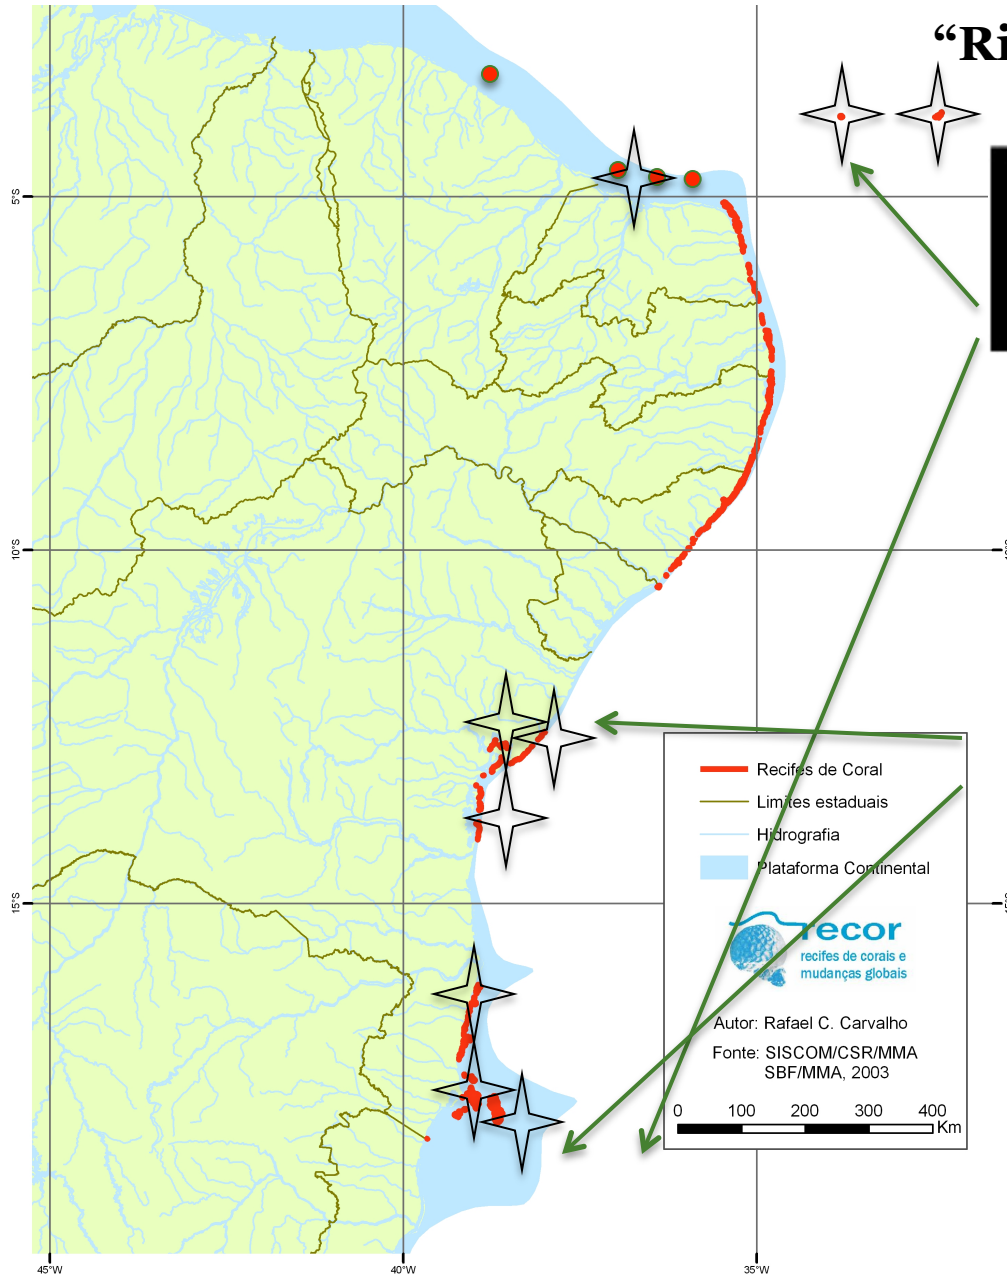 “Ri
5°S
10°S
15°S
Recifes de Coral
Limites estaduais
Hidrografia
Plataforma Continental
recor
recifes de corais e
mudanças globais
Autor: Rafael C. Carvalho
Fonte: SISCOM/CSR/MMA
SBF/MMA, 2003
0 100 200 300 400
Km
45°W 40°W 35°W